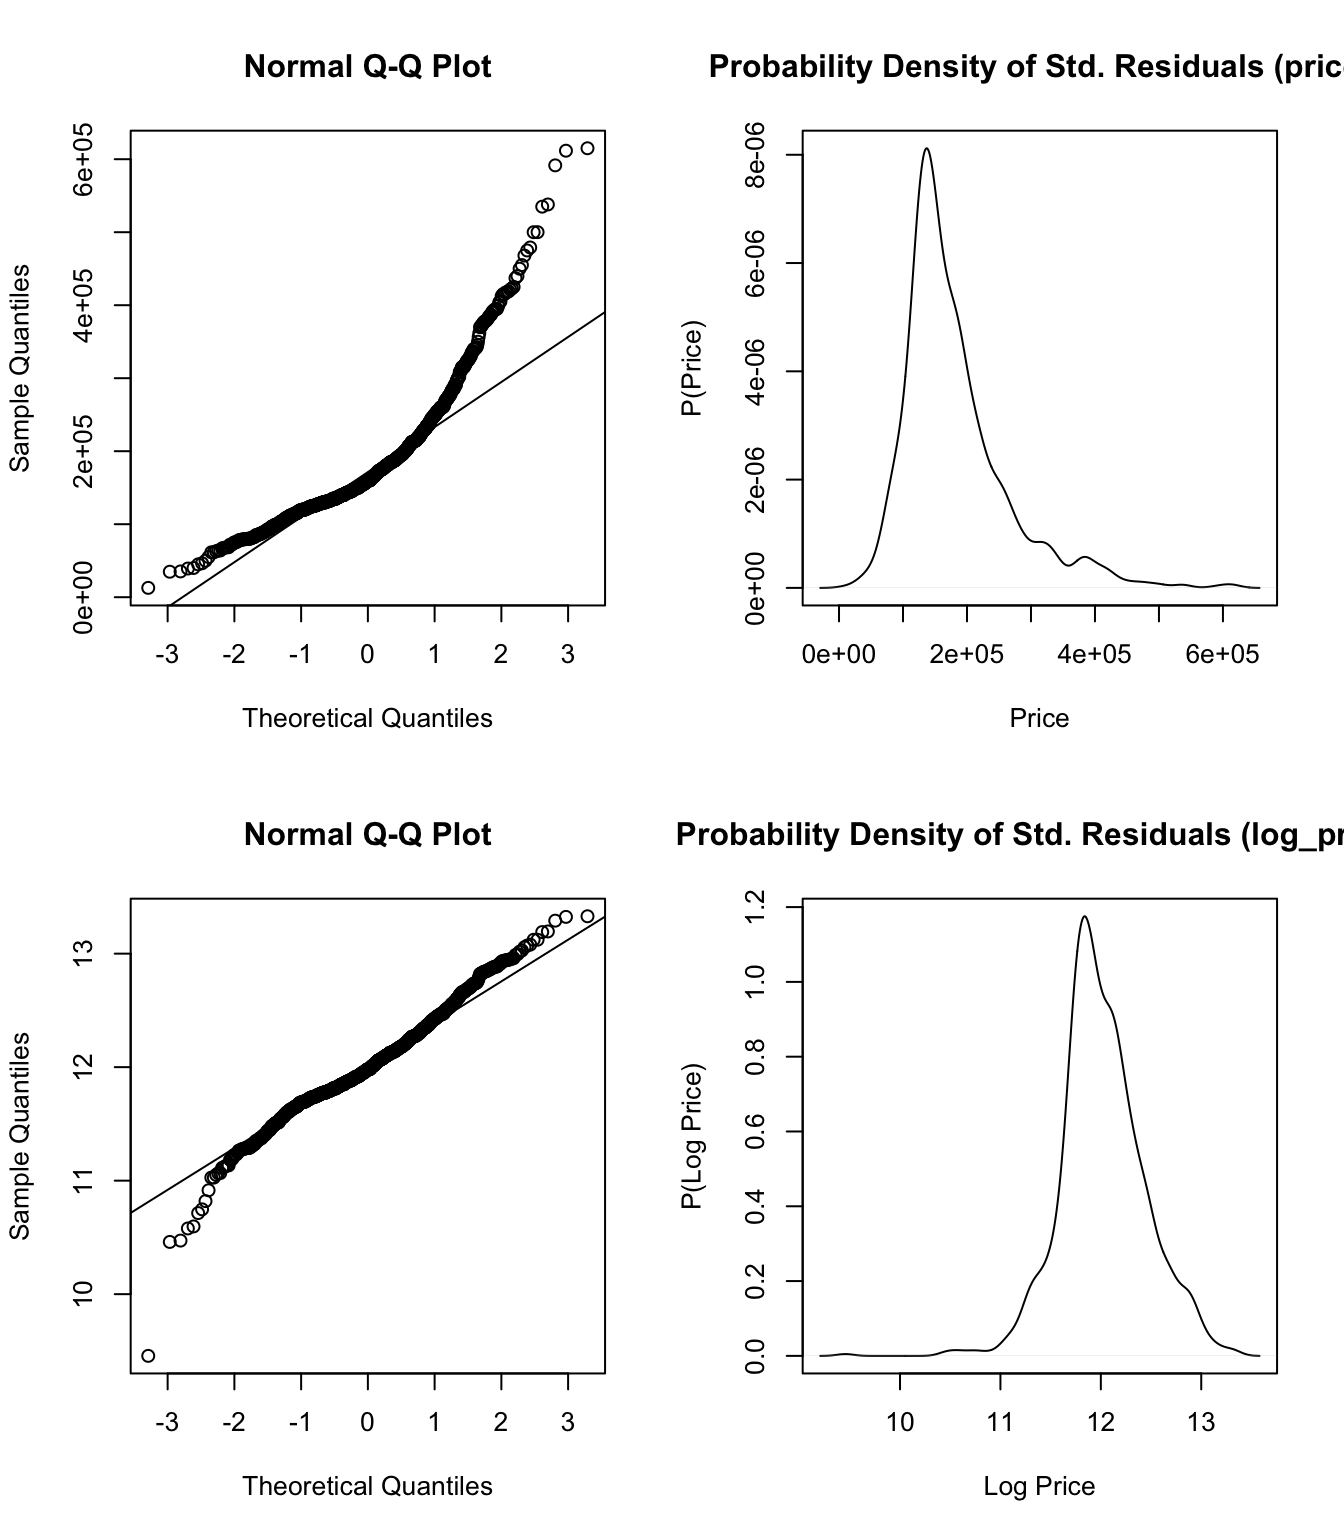 Normal Q-Q Plot
Sample Quantiles
6e+05
4e+05
2e+05
0e+00
-3 -2 -1 0 1 2 3
Theoretical Quantiles
Probability Density of Std. Residuals (pric
P(Price)
8e-06
6e-06
4e-06
2e-06
0e+00
0e+00 2e+05 4e+05 6e+05
Price
Normal Q-Q Plot
Sample Quantiles
13
12
11
10
-3 -2 -1 0 1 2 3
Theoretical Quantiles
Probability Density of Std. Residuals (log_pr
P(Log Price)
1.2
1.0
0.8
0.6
0.4
0.2
0.0
10 11 12 13
Log Price